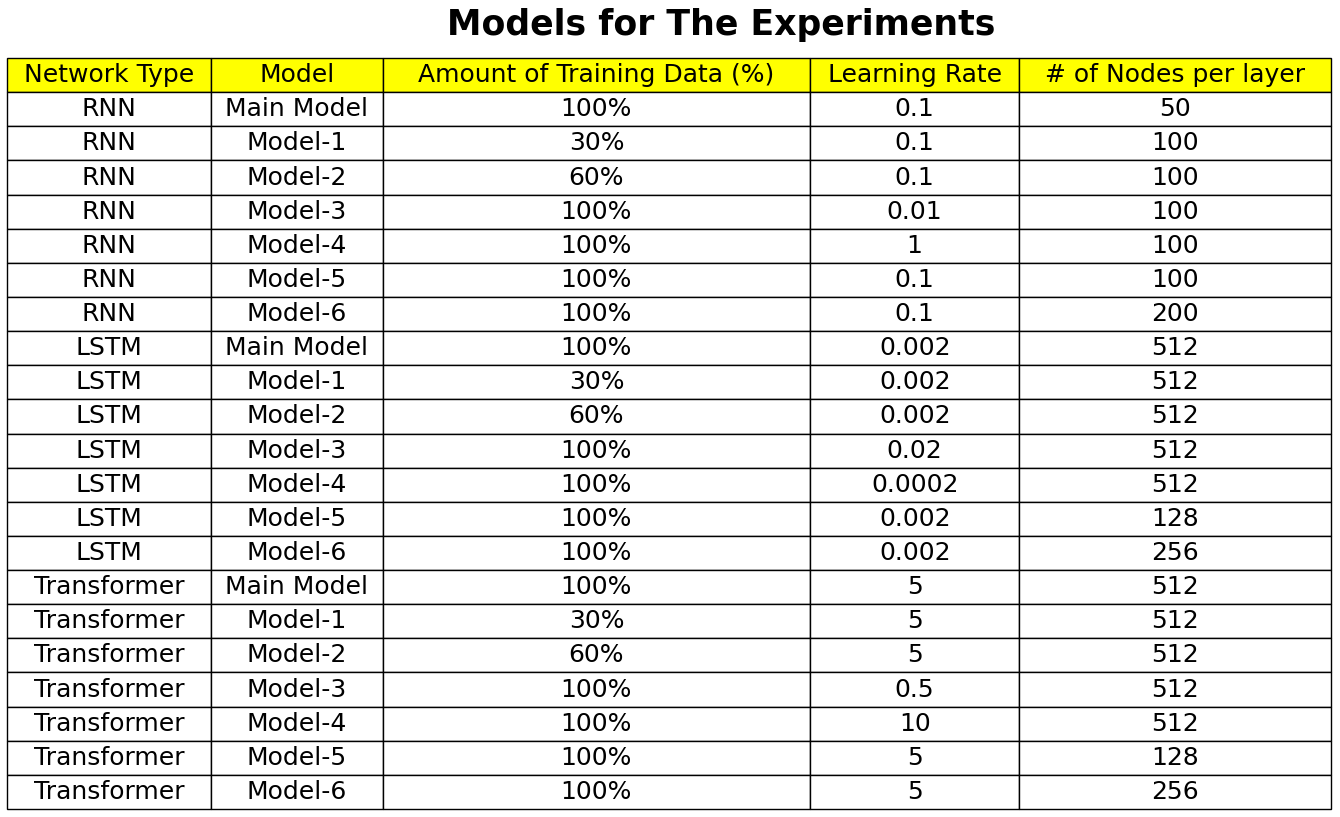 Models for The Experiments
Network Type Model Amount of Training Data (%) Learning Rate # of Nodes per layer
RNN Main Model 100% 0.1 50
RNN Model-1 30% 0.1 100
RNN Model-2 60% 0.1 100
RNN Model-3 100% 0.01 100
RNN Model-4 100% 1 100
RNN Model-5 100% 0.1 100
RNN Model-6 100% 0.1 200
LSTM Main Model 100% 0.002 512
LSTM Model-1 30% 0.002 512
LSTM Model-2 60% 0.002 512
LSTM Model-3 100% 0.02 512
LSTM Model-4 100% 0.0002 512
LSTM Model-5 100% 0.002 128
LSTM Model-6 100% 0.002 256
Transformer Main Model 100% 5 512
Transformer Model-1 30% 5 512
Transformer Model-2 60% 5 512
Transformer Model-3 100% 0.5 512
Transformer Model-4 100% 10 512
Transformer Model-5 100% 5 128
Transformer Model-6 100% 5 256